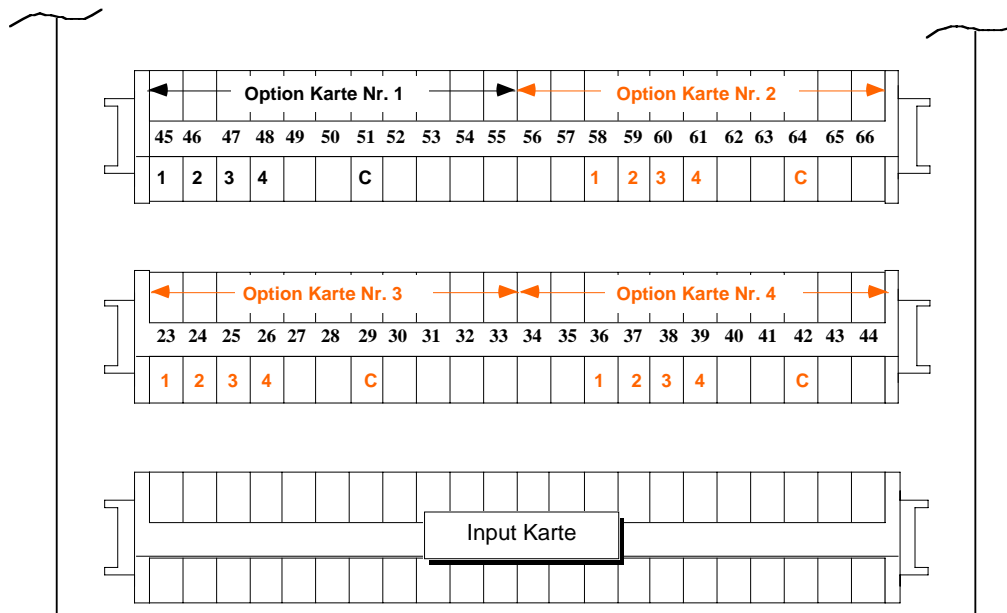 Option Karte Nr. 1 Option Karte Nr. 2
45 46 47 48 49 50 51 52 53 54 55 56 57 58 59 60 61 62 63 64 65 66
1 2 3 4 C 1 2 3 4 C
Option Karte Nr. 3 Option Karte Nr. 4
23 24 25 26 27 28 29 30 31 32 33 34 35 36 37 38 39 40 41 42 43 44
1 2 3 4 C 1 2 3 4 C
Input Karte